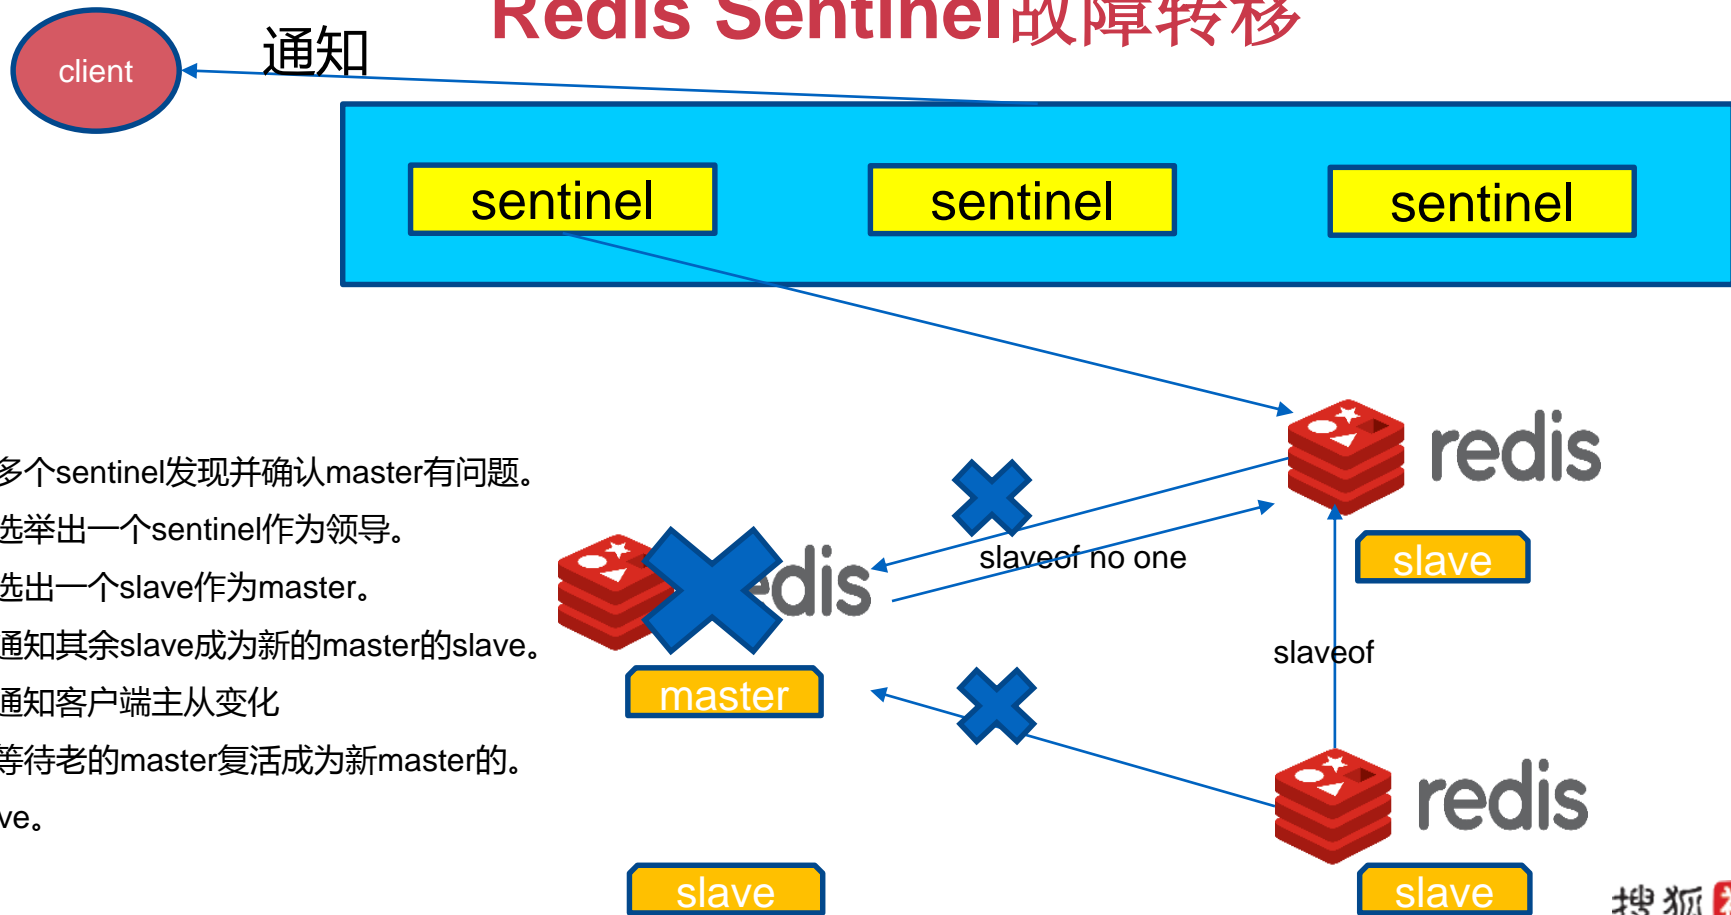 Redis Sentinel故障转移
client
通知
sentinel
sentinel
sentinel
多个sentinel发现并确认master有问题。
选举出一个sentinel作为领导。
选出一个slave作为master。
通知其余slave成为新的master的slave。
通知客户端主从变化
等待老的master复活成为新master的。
ve。
redis
slave
slaveof no one
edis
master
slaveof
redis
slave
slave
搜狐